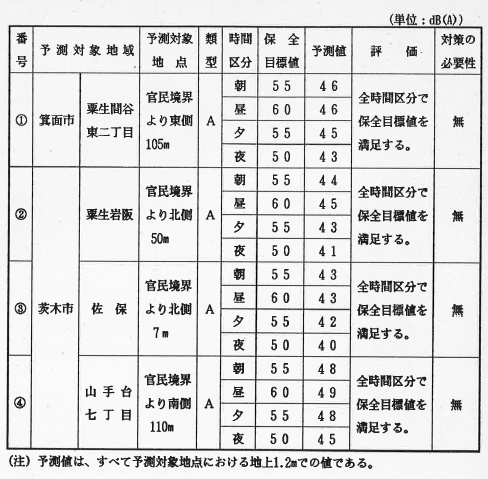 (単位：dB(A))
番号 予測対象地域 予測対象地点 類型 時間区分 保全目標値 予測値 評価 対策の必要性
① 箕面市 粟生間谷東二丁目 官民境界より東側105m A 朝 55 46 全時間区分で保全目標値を満足する。 無
昼 60 46
夕 55 45
夜 50 43
② 茨木市 粟生岩阪 官民境界より北側50m A 朝 55 44 全時間区分で保全目標値を満足する。 無
昼 60 45
夕 55 43
夜 50 41
③ 佐保 官民境界より北側7m A 朝 55 43 全時間区分で保全目標値を満足する。 無
昼 60 43
夕 55 42
夜 50 40
④ 山手台七丁目 官民境界より南側110m A 朝 55 48 全時間区分で保全目標値を満足する。 無
昼 60 49
夕 55 48
夜 50 45
(注) 予測値は、すべて予測対象地点における地上1.2mでの値である。